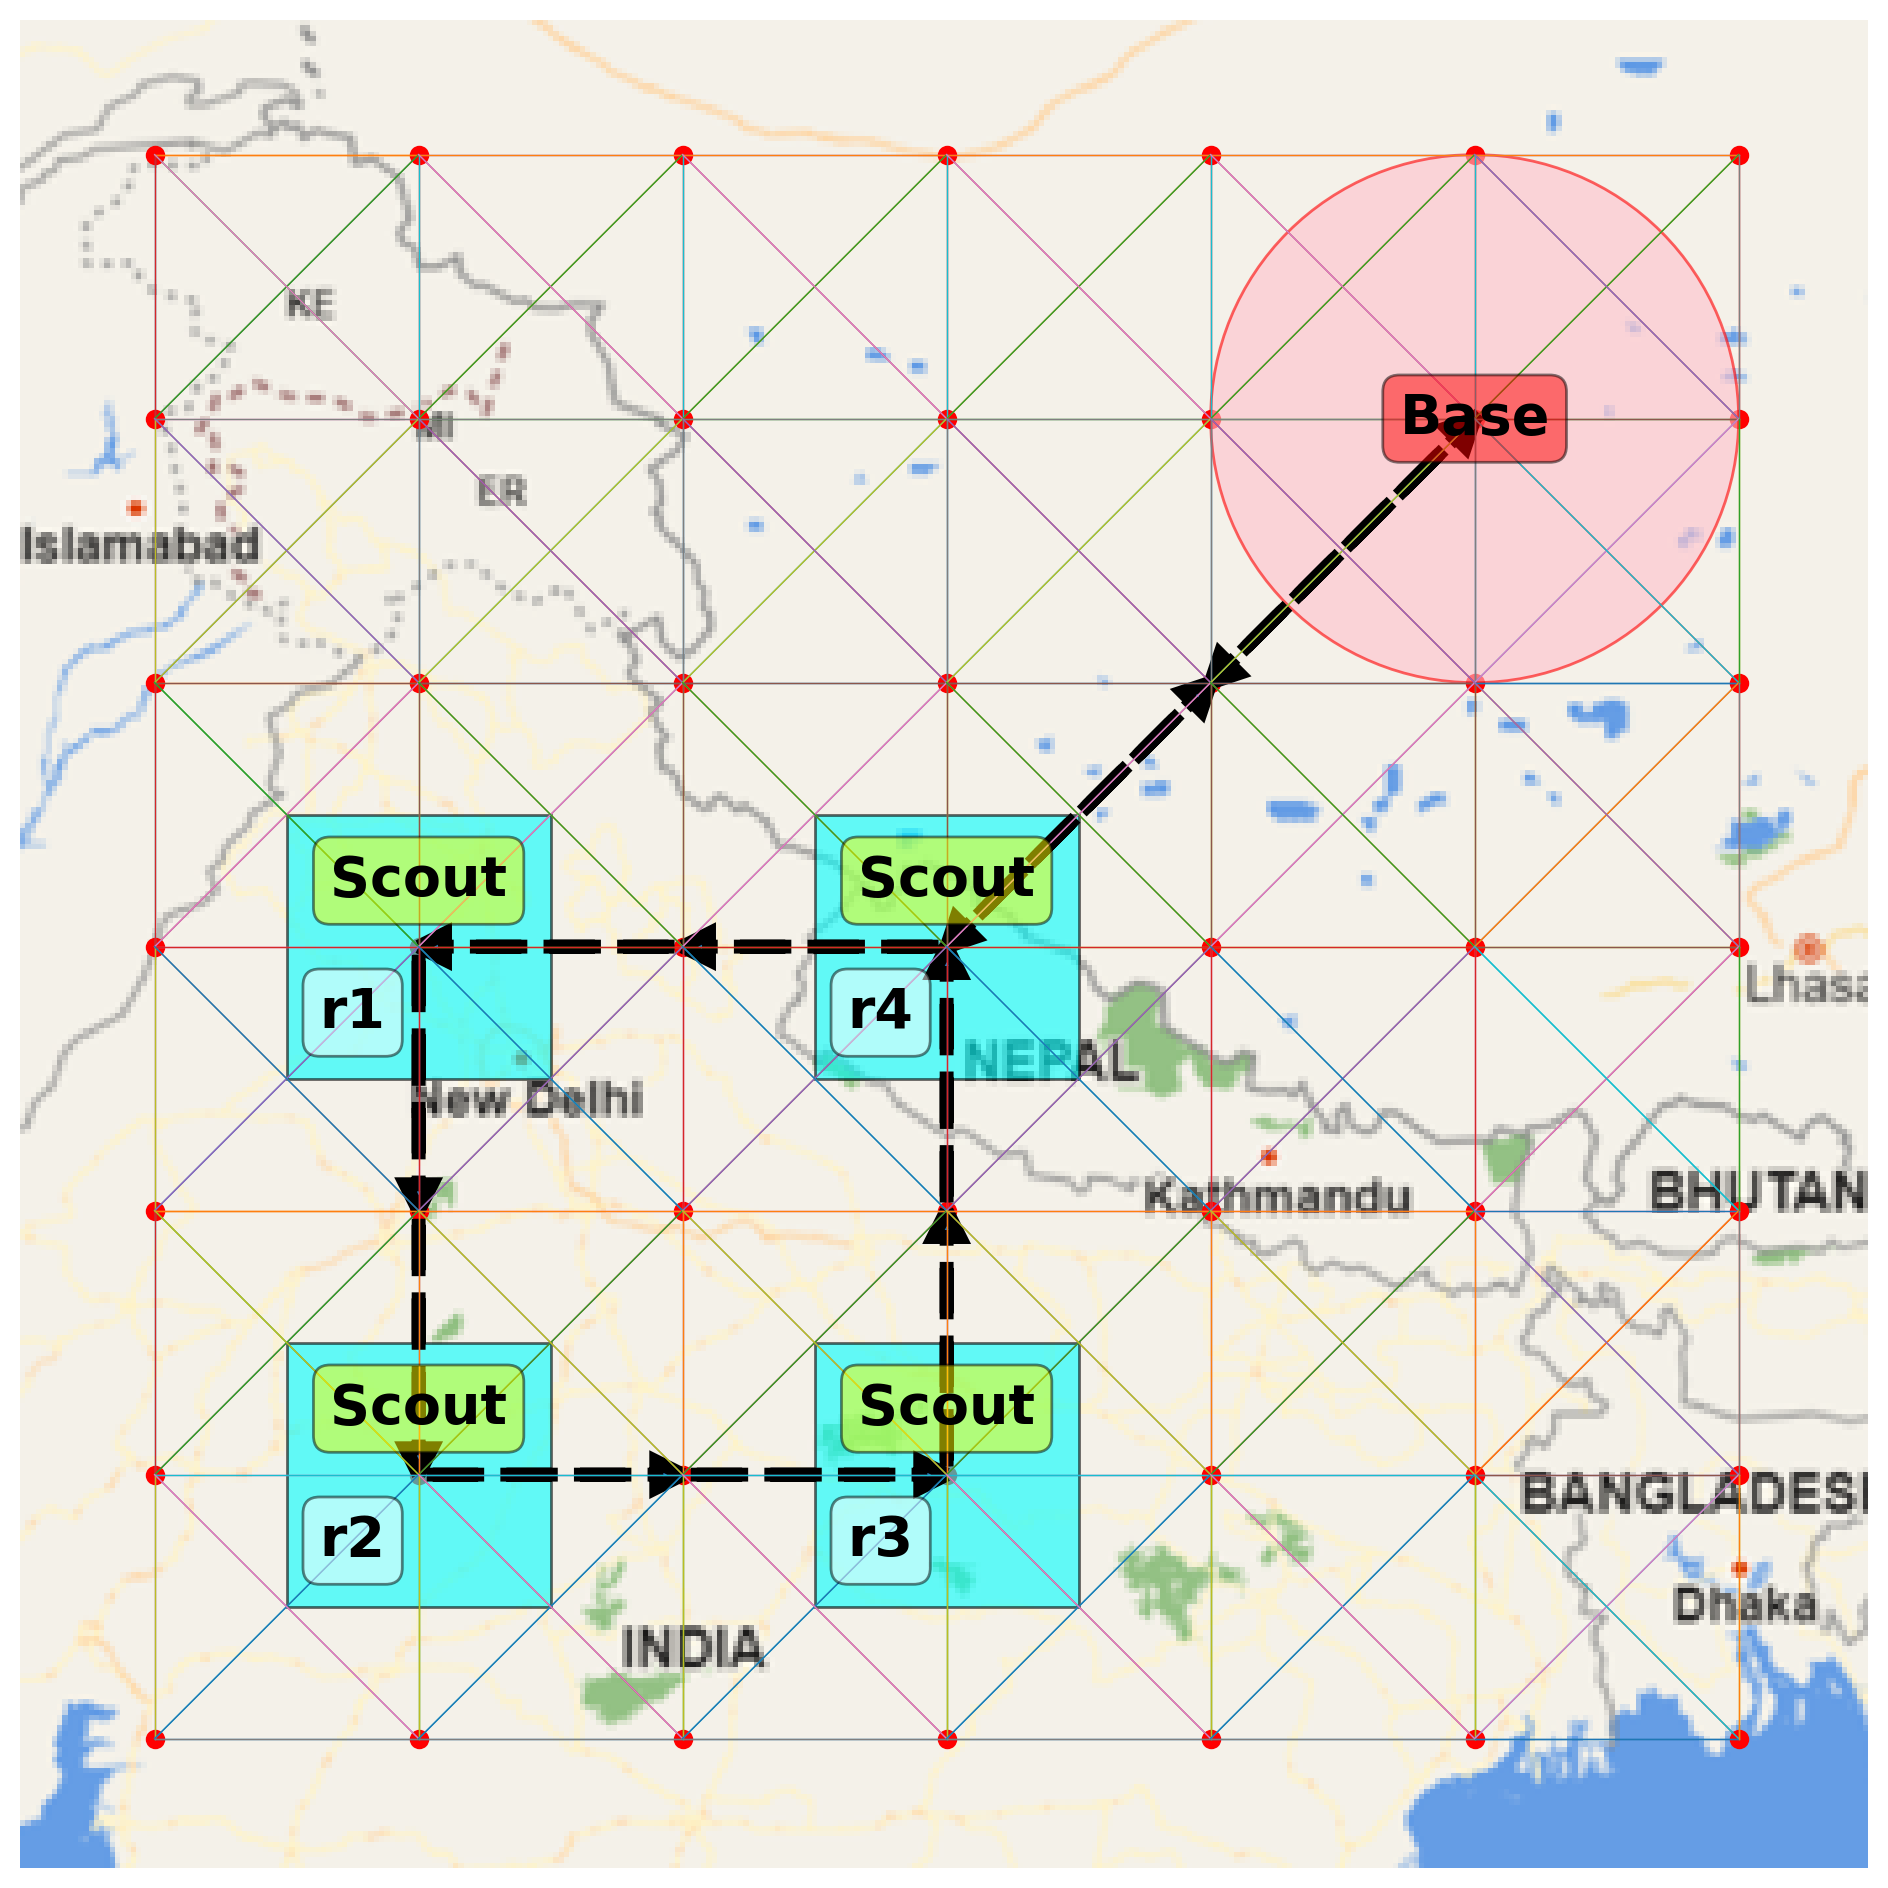 KE
Base
MI
ER
Islamabad
Scout
Scout
r1
r4
Lhasa
NEPAL
New Delhi
Kathmandu
BHUTAN
Scout
Scout
r2
r3
BANGLADESH
INDIA
Dhaka